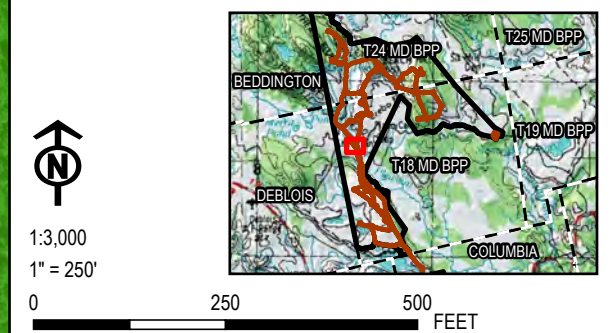 T25 MD BPP
T24 MD BPP
BEDDINGTON
T19 MD BPP
T18 MD BPP
DEBLOIS
COLUMBIA
N
1:3,000
1" = 250'
0 250 500
FEET